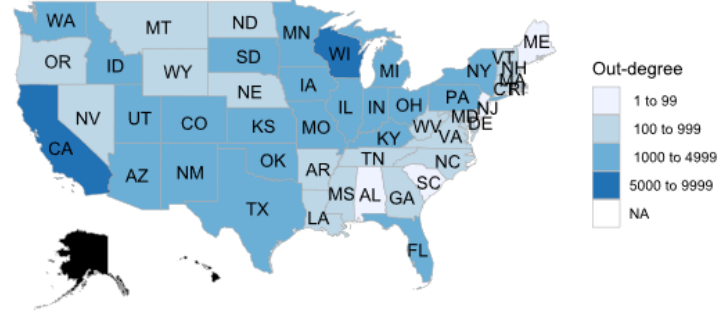 WA
MT
ND
MN
ME
OR
ID
WY
SD
WI
MI
VT
NH
NY
MA
CT
RI
NE
IA
PA
NJ
NV
UT
CO
IL
IN
OH
MD
DE
CA
KS
MO
KY
WV
VA
AZ
NM
OK
AR
TN
NC
TX
MS
AL
GA
SC
LA
FL
Out-degree
1 to 99
100 to 999
1000 to 4999
5000 to 9999
NA